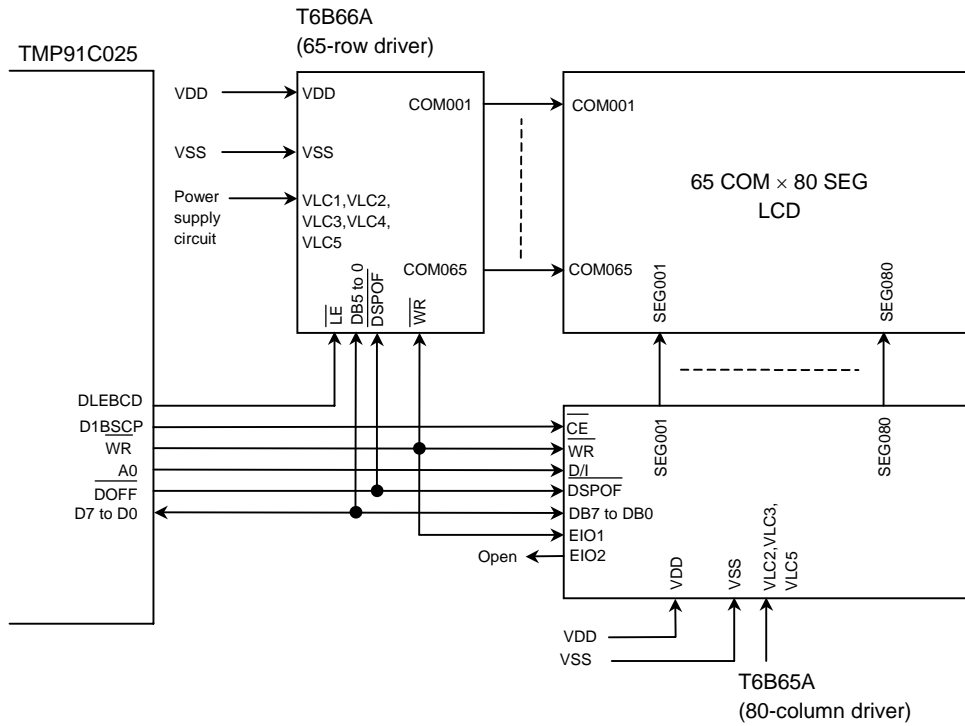 T6B66A
(65-row driver)
TMP91C025
VDD
VDD
COM001
COM001
VSS
VSS
65 COM × 80 SEG
LCD
Power
supply
circuit
VLC1,VLC2,
VLC3,VLC4,
VLC5
COM065
COM065
LE
DB5 to 0
DSPOF
WR
SEG001
SEG080
DLEBCD
D1BSCP
WR
A0
DOFF
D7 to D0
CE
WR
D/I
DSPOF
DB7 to DB0
EIO1
Open
EIO2
SEG001
SEG080
VDD
VSS
VLC2,VLC3,
VLC5
VDD
VSS
T6B65A
(80-column driver)